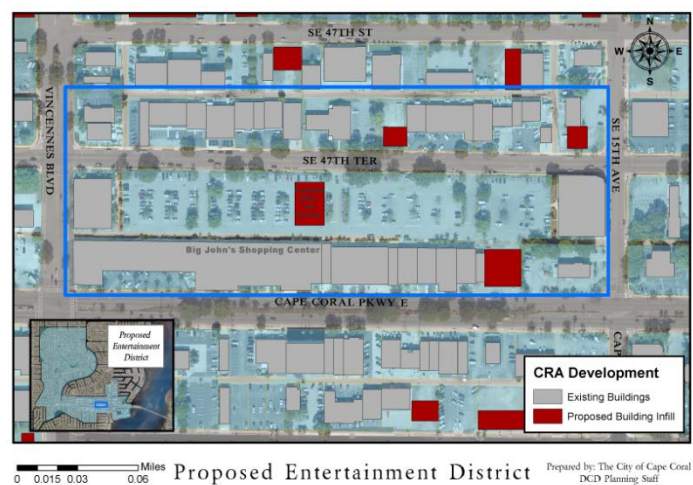 SE 47TH ST
N
W
E
S
VINCENNES BLVD
SE 15TH AVE
SE 47TH TER
Big John's Shopping Center
CAPE CORAL PKWY E
CAP
Proposed
Entertainment
District
CRA Development
Existing Buildings
Proposed Building Infill
Miles
0 0.015 0.03 0.06
Proposed Entertainment District
Prepared by: The City of Cape Coral
DCD Planning Staff